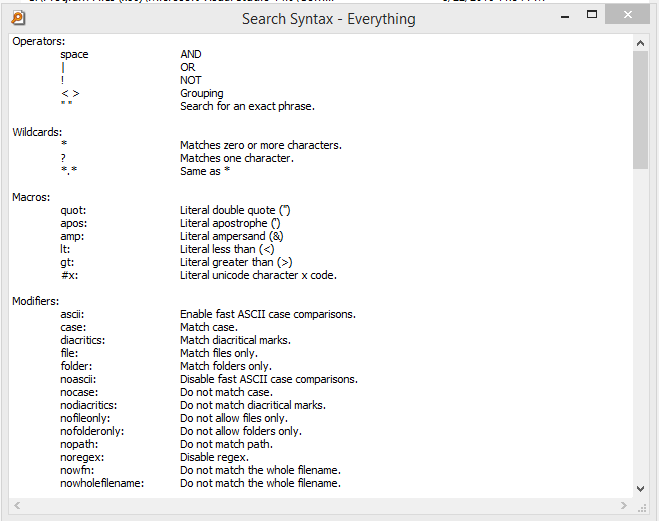 Search Syntax - Everything
Operators:
space AND
| OR
! NOT
< > Grouping
" " Search for an exact phrase.
Wildcards:
* Matches zero or more characters.
? Matches one character.
*.* Same as *
Macros:
quot: Literal double quote (")
apos: Literal apostrophe (')
amp: Literal ampersand (&)
lt: Literal less than (<)
gt: Literal greater than (>)
#x: Literal unicode character x code.
Modifiers:
ascii: Enable fast ASCII case comparisons.
case: Match case.
diacritics: Match diacritical marks.
file: Match files only.
folder: Match folders only.
noascii: Disable fast ASCII case comparisons.
nocase: Do not match case.
nodiacritics: Do not match diacritical marks.
nofileonly: Do not allow files only.
nofolderonly: Do not allow folders only.
nopath: Do not match path.
noregex: Disable regex.
nowfn: Do not match the whole filename.
nowholefilename: Do not match the whole filename.